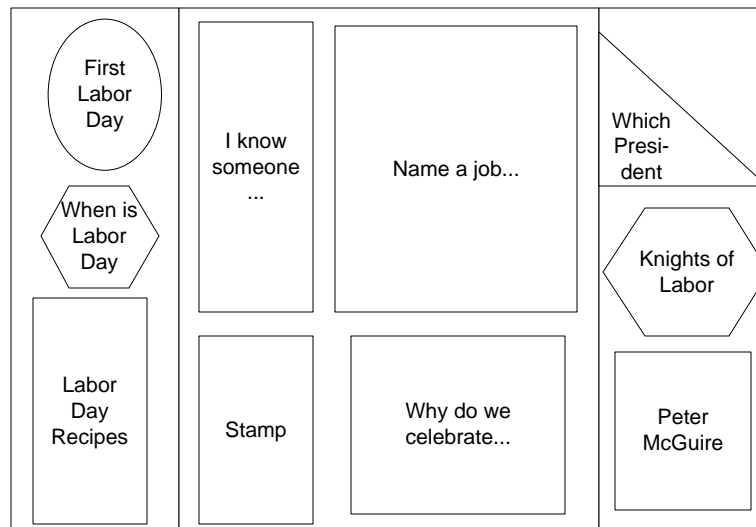 First
Labor
Day
When is
Labor
Day
Labor
Day
Recipes
I know
someone
...
Name a job...
Stamp
Why do we
celebrate...
Which
Presi-
dent
Knights of
Labor
Peter
McGuire